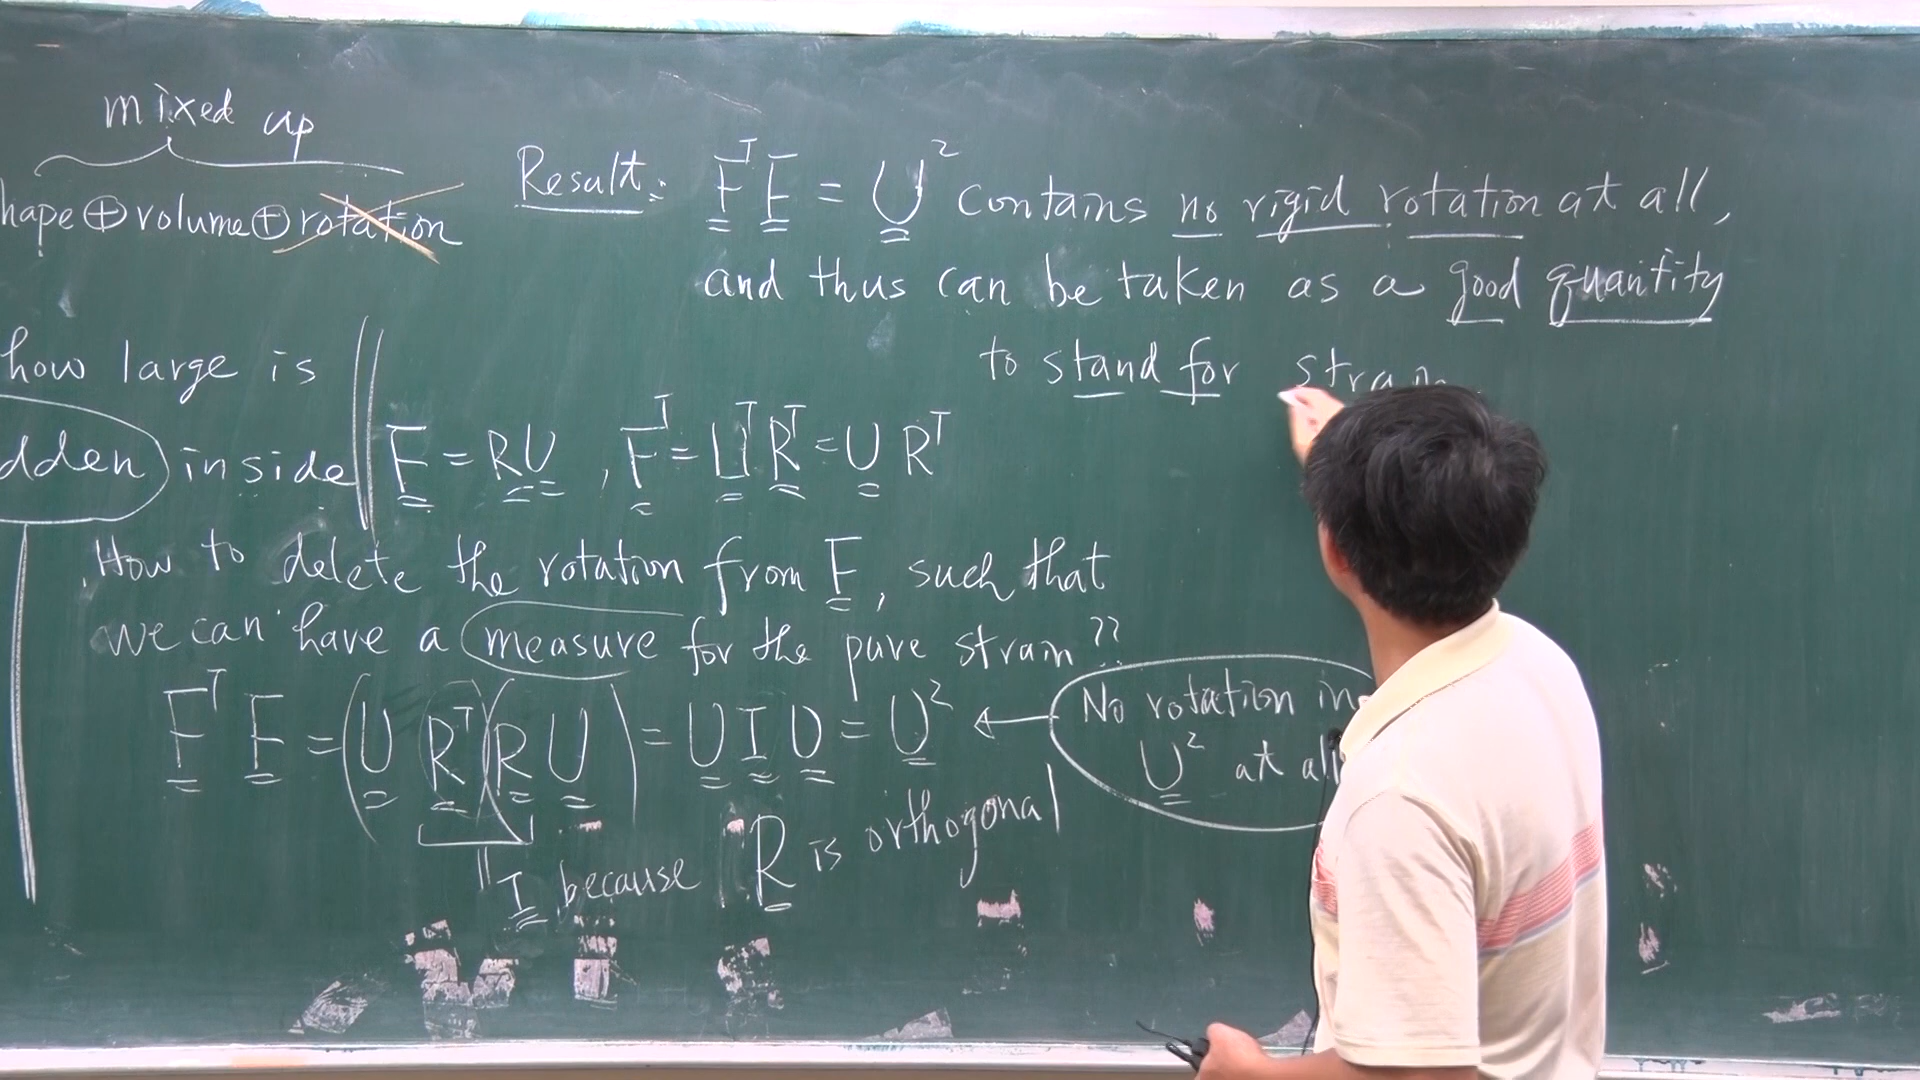 mixed up
hape ⊕ volume ⊕ rotation
how large is
dden inside
Result: F^T F = U^2 contains no rigid rotation at all,
and thus can be taken as a good quantity
to stand for strain
F = RU, F^T = U^T R^T = U R^T
How to delete the rotation from F, such that
we can have a measure for the pure strain??
F^T F = (U R^T)(R U) = U I U = U^2 ← No rotation in
U^2 at all
|| I because R is orthogonal